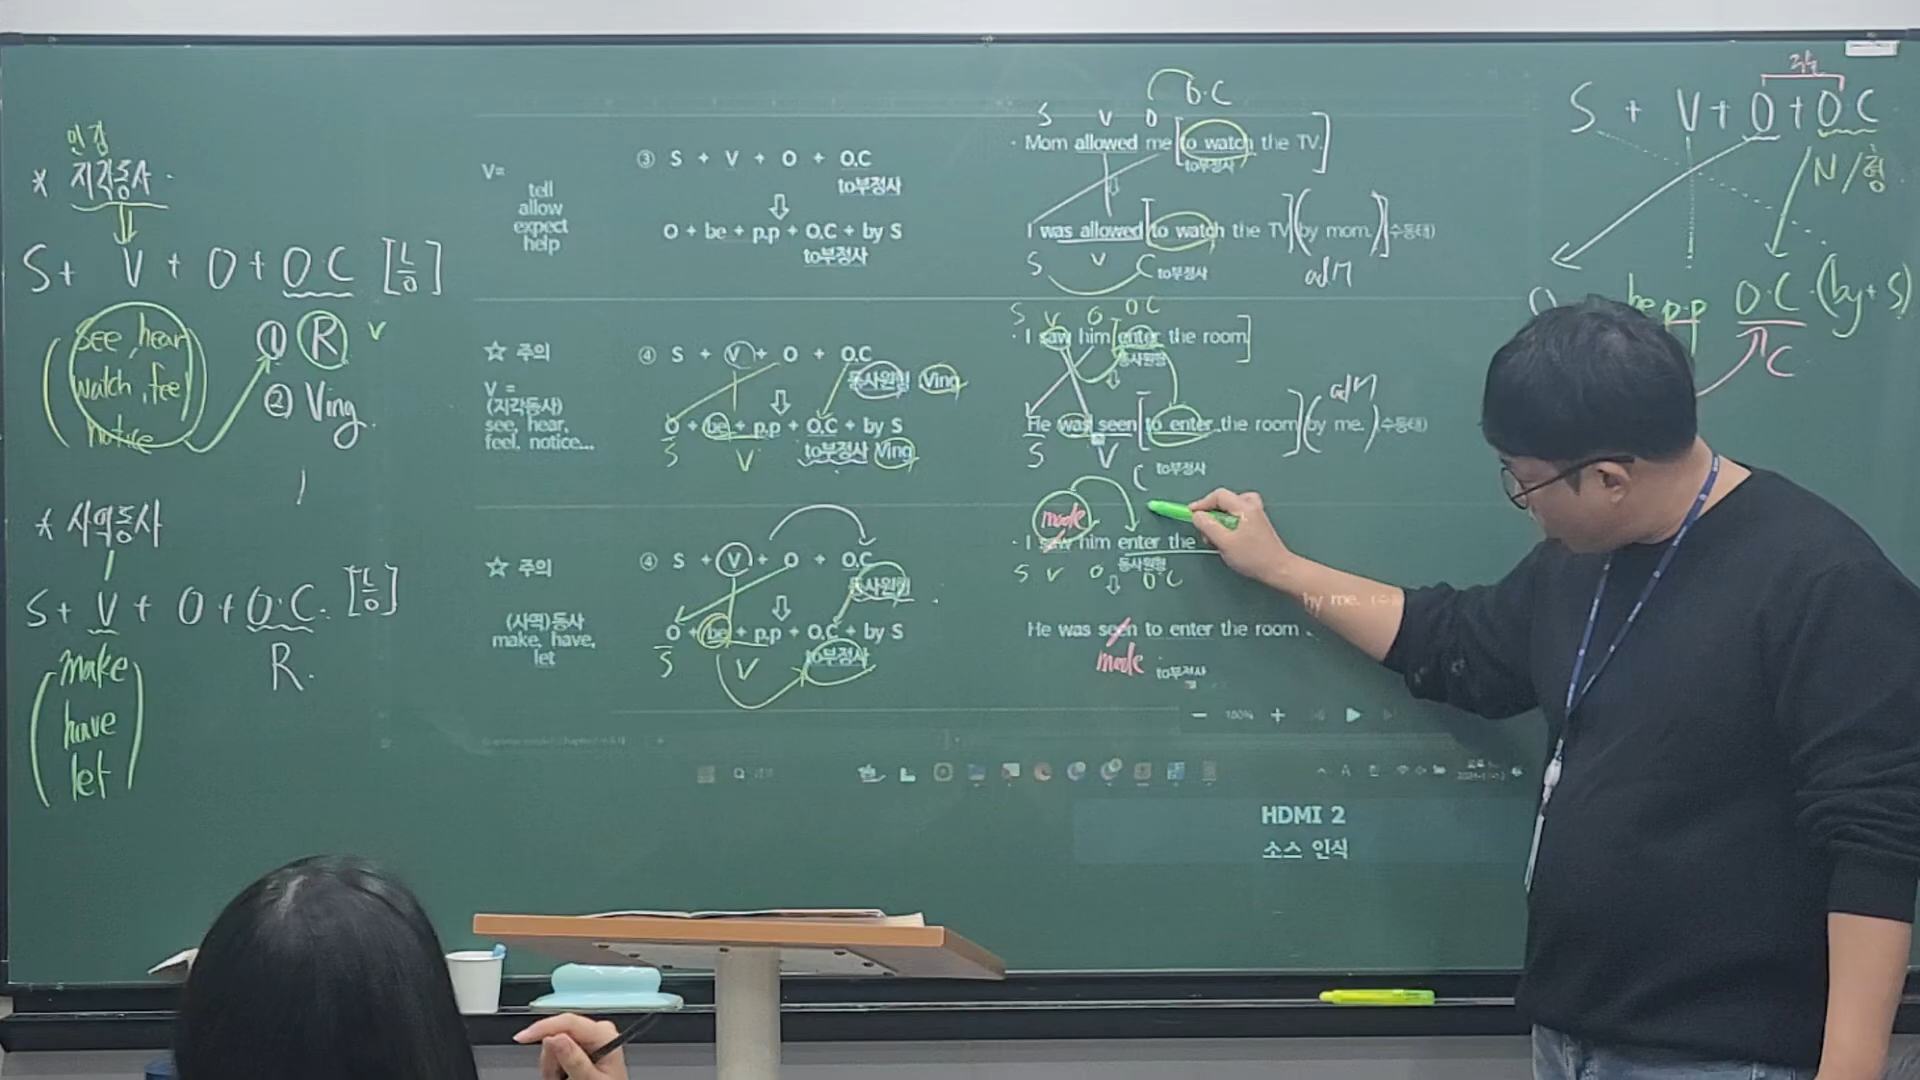 인강
* 지각동사
S + V + O + O C [L/O]
(see, hear
watch, feel
notice)
① R v
② Ving
* 사역동사
S + V + O + O.C. [L/O]
R.
(make
have
let)
V=
tell
allow
expect
help
③ S + V + O + O.C
to부정사
O + be + p.p + O.C + by S
to부정사
☆ 주의
V =
(지각동사)
see, hear,
feel, notice...
④ S + V + O + O.C
동사원형 Ving
O + be + p.p + O.C + by S
to부정사 Ving
S V
☆ 주의
(사역)동사
make, have,
let
④ S + V + O + O.C
동사원형
O + be + p.p + O.C + by S
to부정사
S V
S V O O.C
· Mom allowed me [to watch the TV.]
to부정사
I was allowed [to watch the TV] (by mom.) (수동태)
S V C to부정사 adM
S V O O C
· I saw him [enter the room]
동사원형
adM
He was seen [to enter the room] (by me.) (수동태)
S V C to부정사
made
· I saw him enter the
동사원형
S V O O.C
by me.
He was seen to enter the room
made to부정사
S + V + O + O C
N / 형
be p.p O.C (by + S)
C
100%
HDMI 2
소스 인식